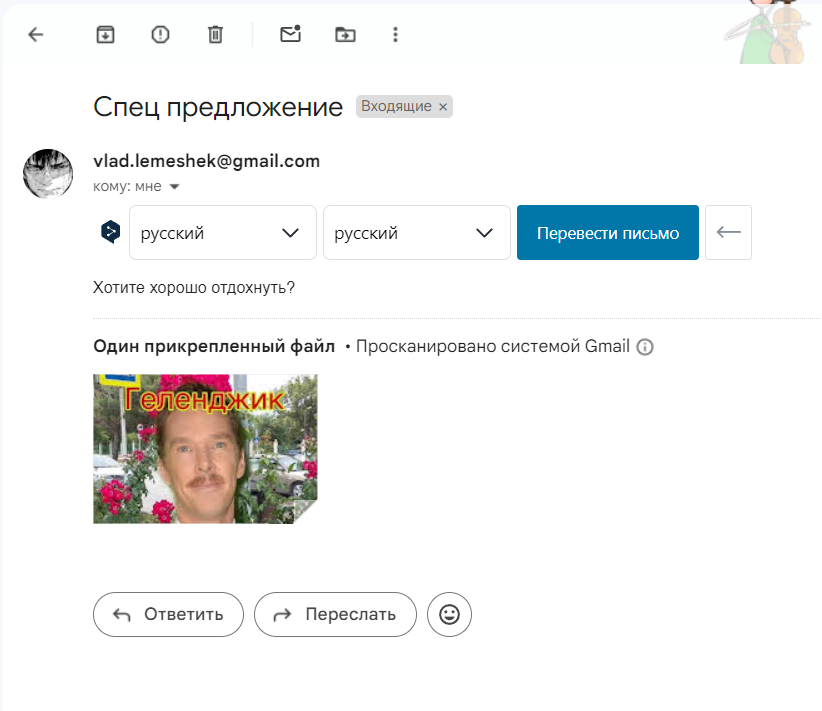 Спец предложение Входящие ×
vlad.lemeshek@gmail.com
кому: мне
русский русский Перевести письмо
Хотите хорошо отдохнуть?
Один прикрепленный файл • Просканировано системой Gmail
Геленджик
Ответить Переслать